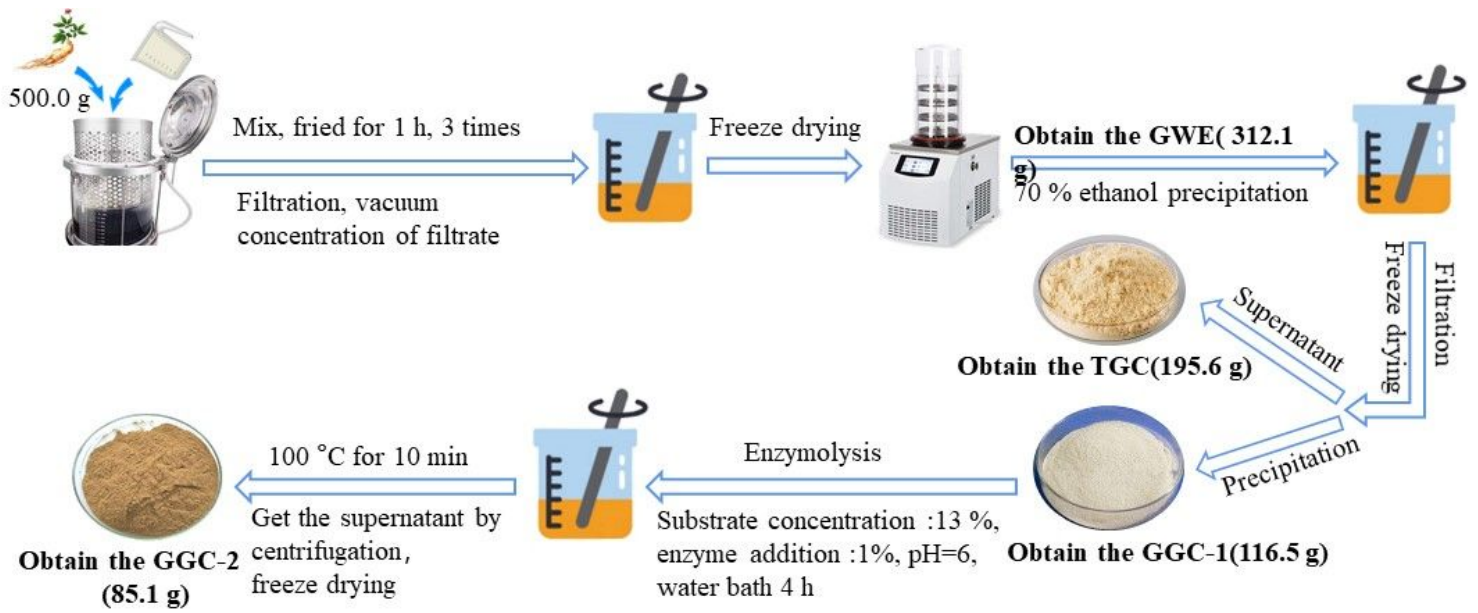 500.0 g
Mix, fried for 1 h, 3 times
Filtration, vacuum
concentration of filtrate
Freeze drying
Obtain the GWE( 312.1
g)
70 % ethanol precipitation
Filtration
Freeze drying
Supernatant
Obtain the TGC(195.6 g)
Precipitation
Obtain the GGC-1(116.5 g)
Enzymolysis
Substrate concentration :13 %,
enzyme addition :1%, pH=6,
water bath 4 h
100 °C for 10 min
Get the supernatant by
centrifugation,
freeze drying
Obtain the GGC-2
(85.1 g)